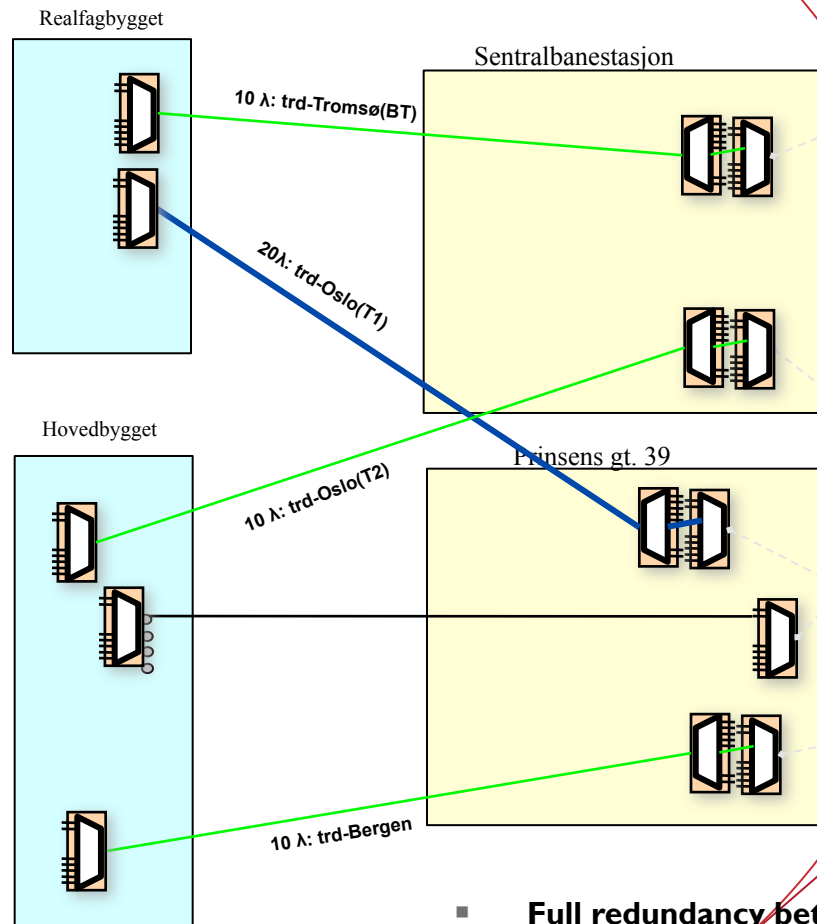 Realfagbygget
Sentralbanestasjon
10 λ: trd-Tromsø(BT)
20λ: trd-Oslo(T1)
Hovedbygget
Prinsens gt. 39
10 λ: trd-Oslo(T2)
10 λ: trd-Bergen
▪ Full redundancy bet